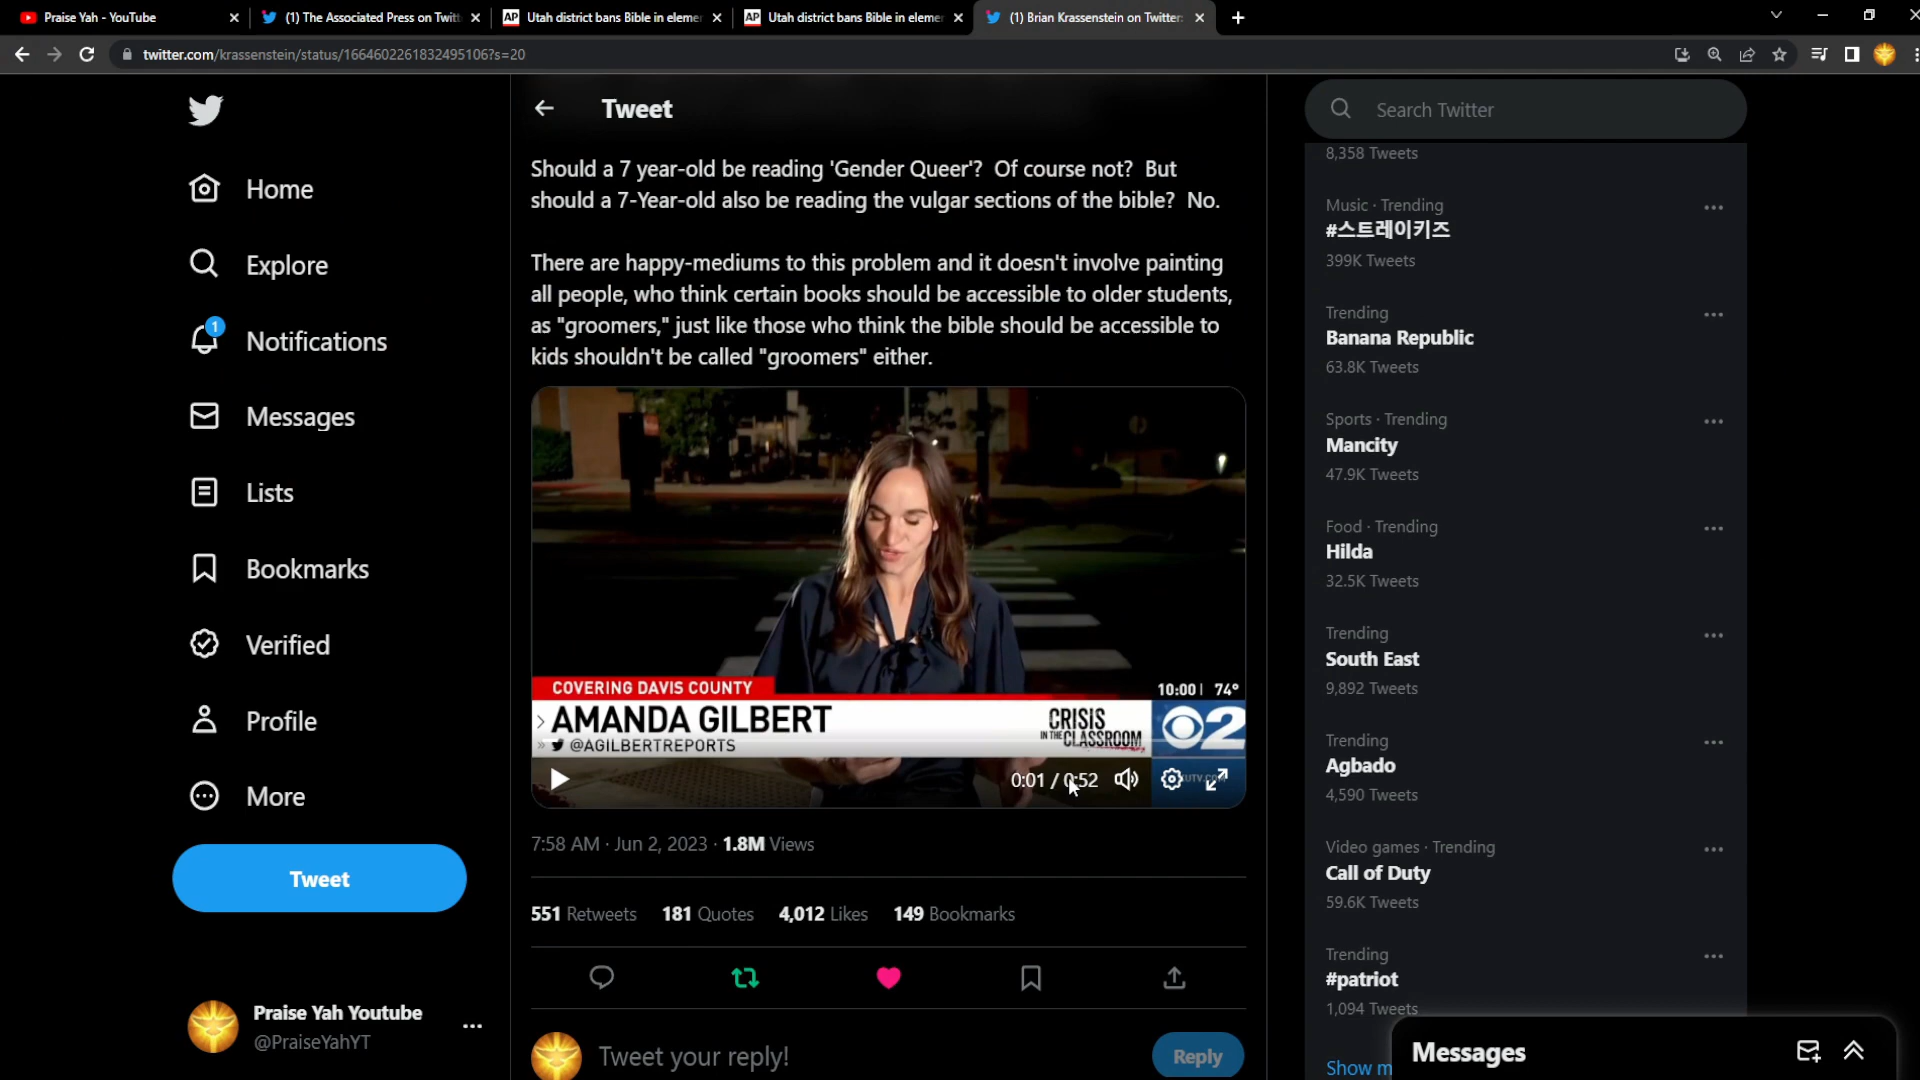 Praise Yah - YouTube
(1) The Associated Press on Twitt
Utah district bans Bible in elemen
Utah district bans Bible in elemen
(1) Brian Krassenstein on Twitter:
twitter.com/krassenstein/status/1664602261832495106?s=20
Home
Explore
1
Notifications
Messages
Lists
Bookmarks
Verified
Profile
More
Tweet
Praise Yah Youtube
@PraiseYahYT
Tweet
Should a 7 year-old be reading 'Gender Queer'? Of course not? But
should a 7-Year-old also be reading the vulgar sections of the bible? No.
There are happy-mediums to this problem and it doesn't involve painting
all people, who think certain books should be accessible to older students,
as "groomers," just like those who think the bible should be accessible to
kids shouldn't be called "groomers" either.
COVERING DAVIS COUNTY
10:00 74°
AMANDA GILBERT
@AGILBERTREPORTS
CRISIS
IN THE CLASSROOM
2
0:01 / 0:52
7:58 AM · Jun 2, 2023 · 1.8M Views
551 Retweets 181 Quotes 4,012 Likes 149 Bookmarks
Tweet your reply!
Reply
Search Twitter
8,358 Tweets
Music · Trending
#스트레이키즈
399K Tweets
Trending
Banana Republic
63.8K Tweets
Sports · Trending
Mancity
47.9K Tweets
Food · Trending
Hilda
32.5K Tweets
Trending
South East
9,892 Tweets
Trending
Agbado
4,590 Tweets
Video games · Trending
Call of Duty
59.6K Tweets
Trending
#patriot
1,094 Tweets
Show m
Messages